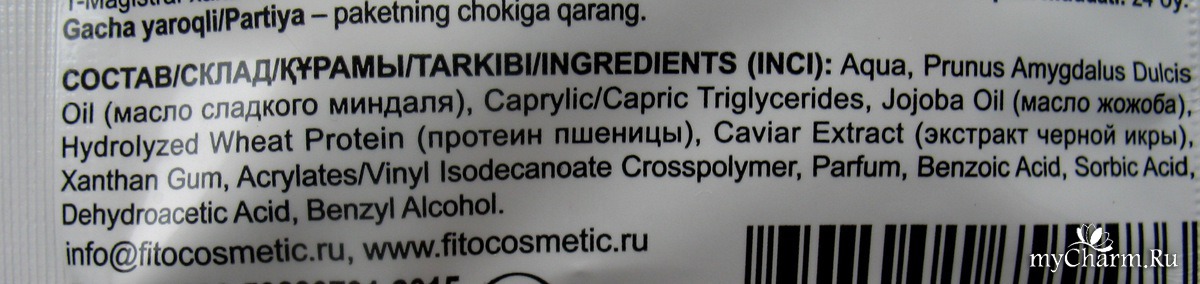 Gacha yaroqli/Partiya – paketning chokiga qarang.
24 oy.
СОСТАВ/СКЛАД/ҚҰРАМЫ/TARKIBI/INGREDIENTS (INCI): Aqua, Prunus Amygdalus Dulcis
Oil (масло сладкого миндаля), Caprylic/Capric Triglycerides, Jojoba Oil (масло жожоба),
Hydrolyzed Wheat Protein (протеин пшеницы), Caviar Extract (экстракт черной икры),
Xanthan Gum, Acrylates/Vinyl Isodecanoate Crosspolymer, Parfum, Benzoic Acid, Sorbic Acid,
Dehydroacetic Acid, Benzyl Alcohol.
info@fitocosmetic.ru, www.fitocosmetic.ru
myCharm.Ru